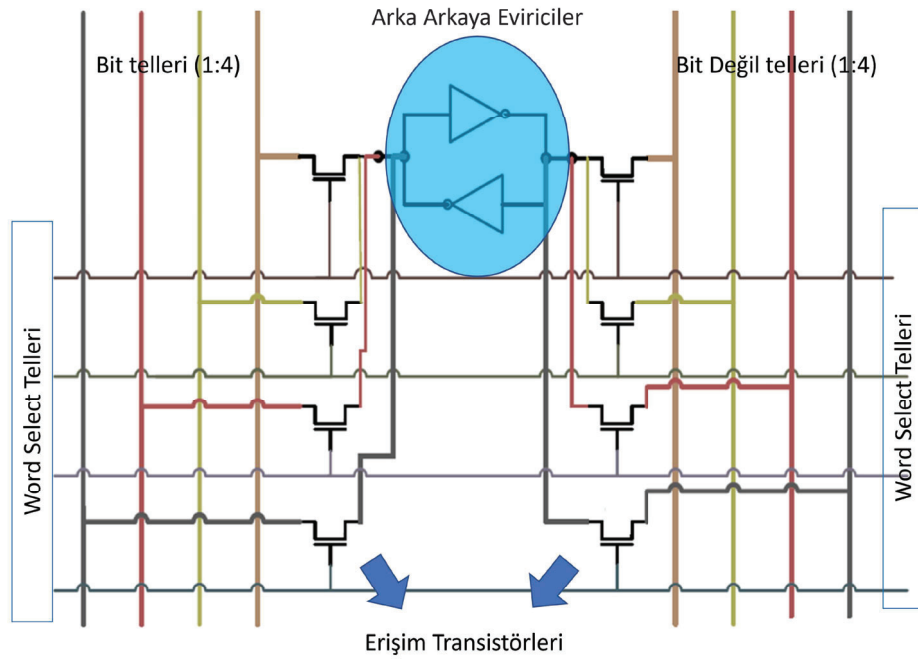 Arka Arkaya Eviriciler
Bit telleri (1:4)
Bit Değil telleri (1:4)
Word Select Telleri
Word Select Telleri
Erişim Transistörleri